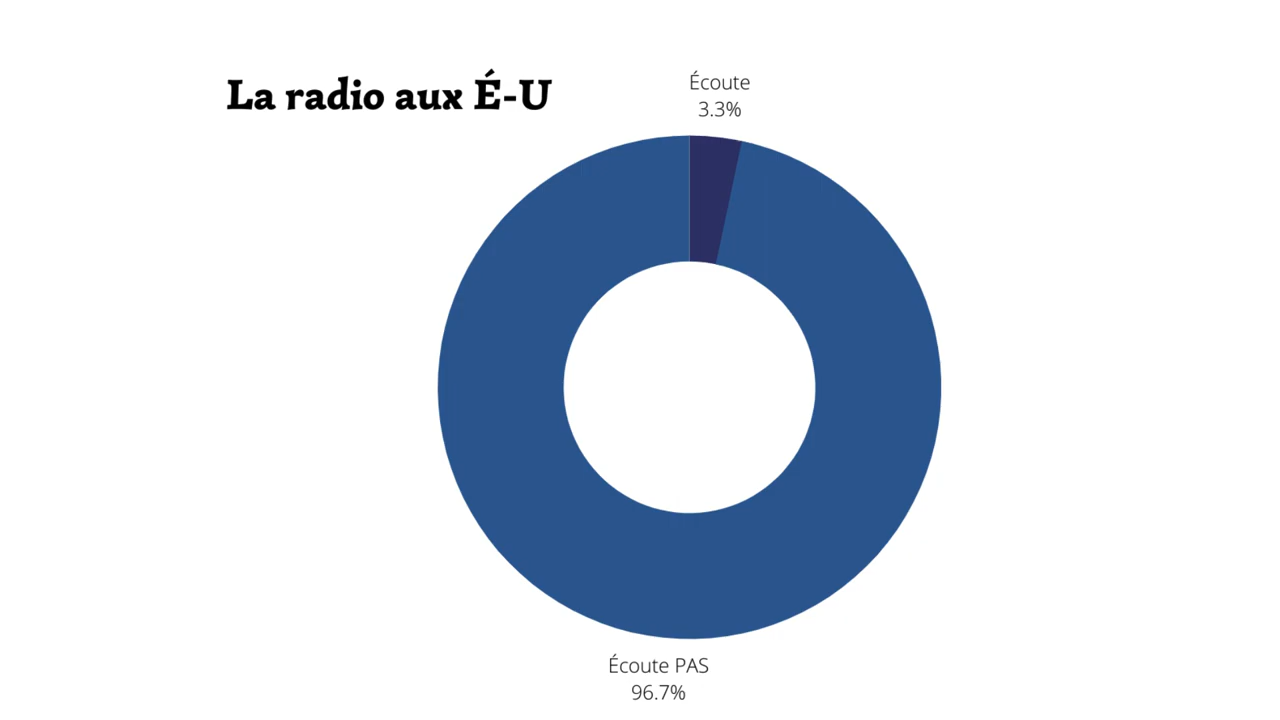 La radio aux É-U
Écoute
3.3%
Écoute PAS
96.7%